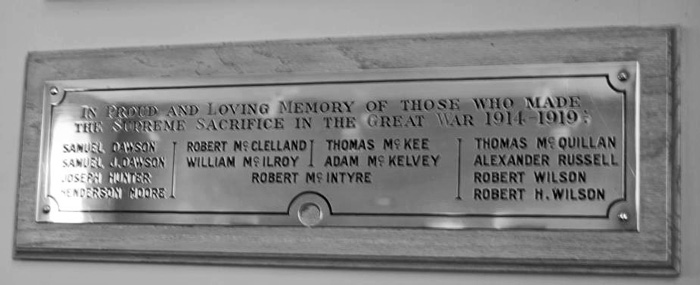 IN PROUD AND LOVING MEMORY OF THOSE WHO MADE
THE SUPREME SACRIFICE IN THE GREAT WAR 1914-1919:
SAMUEL DAWSON
SAMUEL J. DAWSON
JOSEPH HUNTER
HENDERSON MOORE
ROBERT McCLELLAND
WILLIAM McILROY
THOMAS McKEE
ADAM McKELVEY
ROBERT McINTYRE
THOMAS McQUILLAN
ALEXANDER RUSSELL
ROBERT WILSON
ROBERT H. WILSON